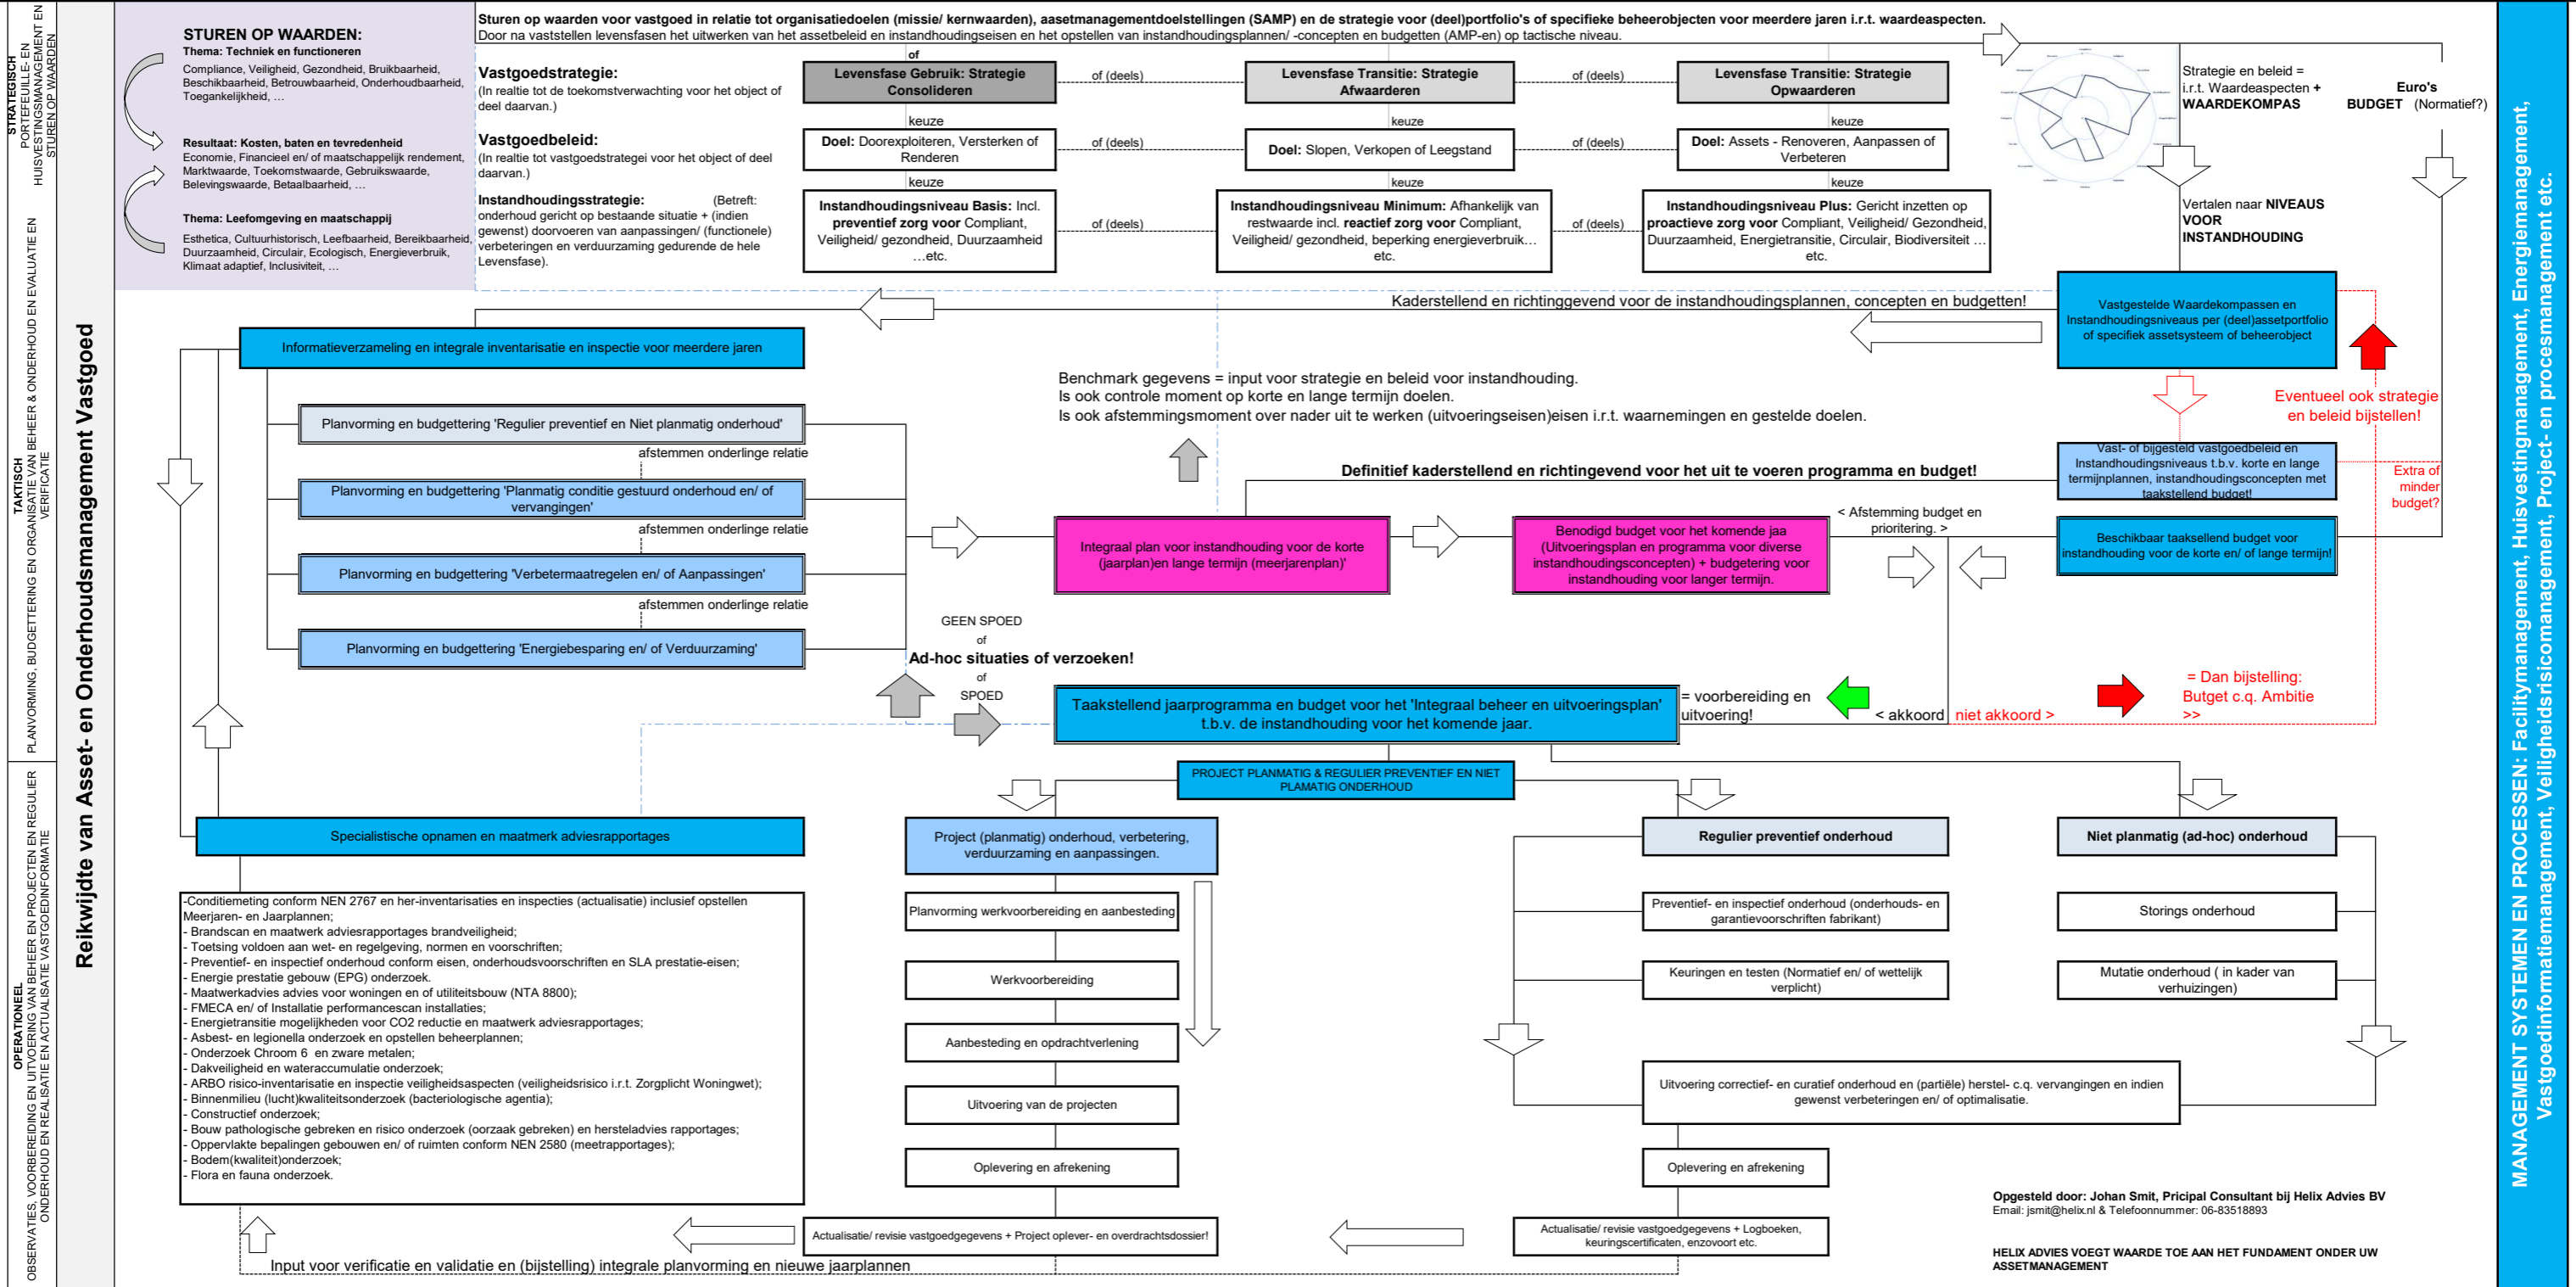 STRATEGISCH
PORTEFEUILLE- EN
HUISVESTINGSMANAGEMENT EN
STUREN OP WAARDEN
TAKTISCH
PLANVORMING, BUDGETTERING EN ORGANISATIE VAN BEHEER & ONDERHOUD EN EVALUATIE EN
VERIFICATIE
OPERATIONEEL
OBSERVATIES, VOORBEREIDING EN UITVOERING VAN BEHEER EN PROJECTEN EN REGULIER
ONDERHOUD EN REALISATIE EN ACTUALISATIE VASTGOEDINFORMATIE
Reikwijdte van Asset- en Onderhoudsmanagement Vastgoed
STUREN OP WAARDEN:
Thema: Techniek en functioneren
Compliance, Veiligheid, Gezondheid, Bruikbaarheid,
Beschikbaarheid, Betrouwbaarheid, Onderhoudbaarheid,
Toegankelijkheid, …
Resultaat: Kosten, baten en tevredenheid
Economie, Financieel en/ of maatschappelijk rendement,
Marktwaarde, Toekomstwaarde, Gebruikswaarde,
Belevingswaarde, Betaalbaarheid, …
Thema: Leefomgeving en maatschappij
Esthetica, Cultuurhistorisch, Leefbaarheid, Bereikbaarheid,
Duurzaamheid, Circulair, Ecologisch, Energieverbruik,
Klimaat adaptief, Inclusiviteit, …
Sturen op waarden voor vastgoed in relatie tot organisatiedoelen (missie/ kernwaarden), aasetmanagementdoelstellingen (SAMP) en de strategie voor (deel)portfolio's of specifieke beheerobjecten voor meerdere jaren i.r.t. waardeaspecten.
Door na vaststellen levensfasen het uitwerken van het assetbeleid en instandhoudingseisen en het opstellen van instandhoudingsplannen/ -concepten en budgetten (AMP-en) op tactische niveau.
of
Vastgoedstrategie:
(In realtie tot de toekomstverwachting voor het object of
deel daarvan.)
Levensfase Gebruik: Strategie
Consolideren
of (deels)
Levensfase Transitie: Strategie
Afwaarderen
of (deels)
Levensfase Transitie: Strategie
Opwaarderen
keuze
keuze
keuze
Vastgoedbeleid:
(In realtie tot vastgoedstrategei voor het object of deel
daarvan.)
Doel: Doorexploiteren, Versterken of
Renderen
of (deels)
Doel: Slopen, Verkopen of Leegstand
of (deels)
Doel: Assets - Renoveren, Aanpassen of
Verbeteren
keuze
keuze
keuze
Instandhoudingsstrategie: (Betreft:
onderhoud gericht op bestaande situatie + (indien
gewenst) doorvoeren van aanpassingen/ (functionele)
verbeteringen en verduurzaming gedurende de hele
Levensfase).
Instandhoudingsniveau Basis: Incl.
preventief zorg voor Compliant,
Veiligheid/ gezondheid, Duurzaamheid
…etc.
of (deels)
Instandhoudingsniveau Minimum: Afhankelijk van
restwaarde incl. reactief zorg voor Compliant,
Veiligheid/ gezondheid, beperking energieverbruik…
etc.
of (deels)
Instandhoudingsniveau Plus: Gericht inzetten op
proactieve zorg voor Compliant, Veiligheid/ Gezondheid,
Duurzaamheid, Energietransitie, Circulair, Biodiversiteit …
etc.
Strategie en beleid =
i.r.t. Waardeaspecten +
WAARDEKOMPAS
Euro's
BUDGET (Normatief?)
Vertalen naar NIVEAUS
VOOR
INSTANDHOUDING
Kaderstellend en richtinggevend voor de instandhoudingsplannen, concepten en budgetten!
Vastgestelde Waardekompassen en
Instandhoudingsniveaus per (deel)assetportfolio
of specifiek assetsysteem of beheerobject
Informatieverzameling en integrale inventarisatie en inspectie voor meerdere jaren
Benchmark gegevens = input voor strategie en beleid voor instandhouding.
Is ook controle moment op korte en lange termijn doelen.
Is ook afstemmingsmoment over nader uit te werken (uitvoeringseisen)eisen i.r.t. waarnemingen en gestelde doelen.
Eventueel ook strategie
en beleid bijstellen!
Planvorming en budgettering 'Regulier preventief en Niet planmatig onderhoud'
afstemmen onderlinge relatie
Planvorming en budgettering 'Planmatig conditie gestuurd onderhoud en/ of
vervangingen'
afstemmen onderlinge relatie
Planvorming en budgettering 'Verbetermaatregelen en/ of Aanpassingen'
afstemmen onderlinge relatie
Planvorming en budgettering 'Energiebesparing en/ of Verduurzaming'
Definitief kaderstellend en richtingevend voor het uit te voeren programma en budget!
Vast- of bijgesteld vastgoedbeleid en
Instandhoudingsniveaus t.b.v. korte en lange
termijnplannen, instandhoudingsconcepten met
taakstellend budget!
Extra of
minder
budget?
Integraal plan voor instandhouding voor de korte
(jaarplan)en lange termijn (meerjarenplan)'
Benodigd budget voor het komende jaa
(Uitvoeringsplan en programma voor diverse
instandhoudingsconcepten) + budgetering voor
instandhouding voor langer termijn.
< Afstemming budget en
prioritering. >
Beschikbaar taaksellend budget voor
instandhouding voor de korte en/ of lange termijn!
GEEN SPOED
of
Ad-hoc situaties of verzoeken!
of
SPOED
Taakstellend jaarprogramma en budget voor het 'Integraal beheer en uitvoeringsplan'
t.b.v. de instandhouding voor het komende jaar.
= voorbereiding en
uitvoering!
< akkoord
niet akkoord >
= Dan bijstelling:
Butget c.q. Ambitie
>>
PROJECT PLANMATIG & REGULIER PREVENTIEF EN NIET
PLAMATIG ONDERHOUD
Specialistische opnamen en maatmerk adviesrapportages
Project (planmatig) onderhoud, verbetering,
verduurzaming en aanpassingen.
Regulier preventief onderhoud
Niet planmatig (ad-hoc) onderhoud
-Conditiemeting conform NEN 2767 en her-inventarisaties en inspecties (actualisatie) inclusief opstellen
Meerjaren- en Jaarplannen;
- Brandscan en maatwerk adviesrapportages brandveiligheid;
- Toetsing voldoen aan wet- en regelgeving, normen en voorschriften;
- Preventief- en inspectief onderhoud conform eisen, onderhoudsvoorschriften en SLA prestatie-eisen;
- Energie prestatie gebouw (EPG) onderzoek.
- Maatwerkadvies advies voor woningen en of utiliteitsbouw (NTA 8800);
- FMECA en/ of Installatie performancescan installaties;
- Energietransitie mogelijkheden voor CO2 reductie en maatwerk adviesrapportages;
- Asbest- en legionella onderzoek en opstellen beheerplannen;
- Onderzoek Chroom 6 en zware metalen;
- Dakveiligheid en wateraccumulatie onderzoek;
- ARBO risico-inventarisatie en inspectie veiligheidsaspecten (veiligheidsrisico i.r.t. Zorgplicht Woningwet);
- Binnenmilieu (lucht)kwaliteitsonderzoek (bacteriologische agentia);
- Constructief onderzoek;
- Bouw pathologische gebreken en risico onderzoek (oorzaak gebreken) en hersteladvies rapportages;
- Oppervlakte bepalingen gebouwen en/ of ruimten conform NEN 2580 (meetrapportages);
- Bodem(kwaliteit)onderzoek;
- Flora en fauna onderzoek.
Planvorming werkvoorbereiding en aanbesteding
Werkvoorbereiding
Aanbesteding en opdrachtverlening
Uitvoering van de projecten
Oplevering en afrekening
Actualisatie/ revisie vastgoedgegevens + Project oplever- en overdrachtsdossier!
Preventief- en inspectief onderhoud (onderhouds- en
garantievoorschriften fabrikant)
Keuringen en testen (Normatief en/ of wettelijk
verplicht)
Storings onderhoud
Mutatie onderhoud ( in kader van
verhuizingen)
Uitvoering correctief- en curatief onderhoud en (partiële) herstel- c.q. vervangingen en indien
gewenst verbeteringen en/ of optimalisatie.
Oplevering en afrekening
Actualisatie/ revisie vastgoedgegevens + Logboeken,
keuringscertificaten, enzovoort etc.
Input voor verificatie en validatie en (bijstelling) integrale planvorming en nieuwe jaarplannen
Opgesteld door: Johan Smit, Pricipal Consultant bij Helix Advies BV
Email: jsmit@helix.nl & Telefoonnummer: 06-83518893
HELIX ADVIES VOEGT WAARDE TOE AAN HET FUNDAMENT ONDER UW
ASSETMANAGEMENT
MANAGEMENT SYSTEMEN EN PROCESSEN: Facilitymanagement, Huisvestingmanagement, Energiemanagement,
Vastgoedinformatiemanagement, Veiligheidsrisicomanagement, Project- en procesmanagement etc.